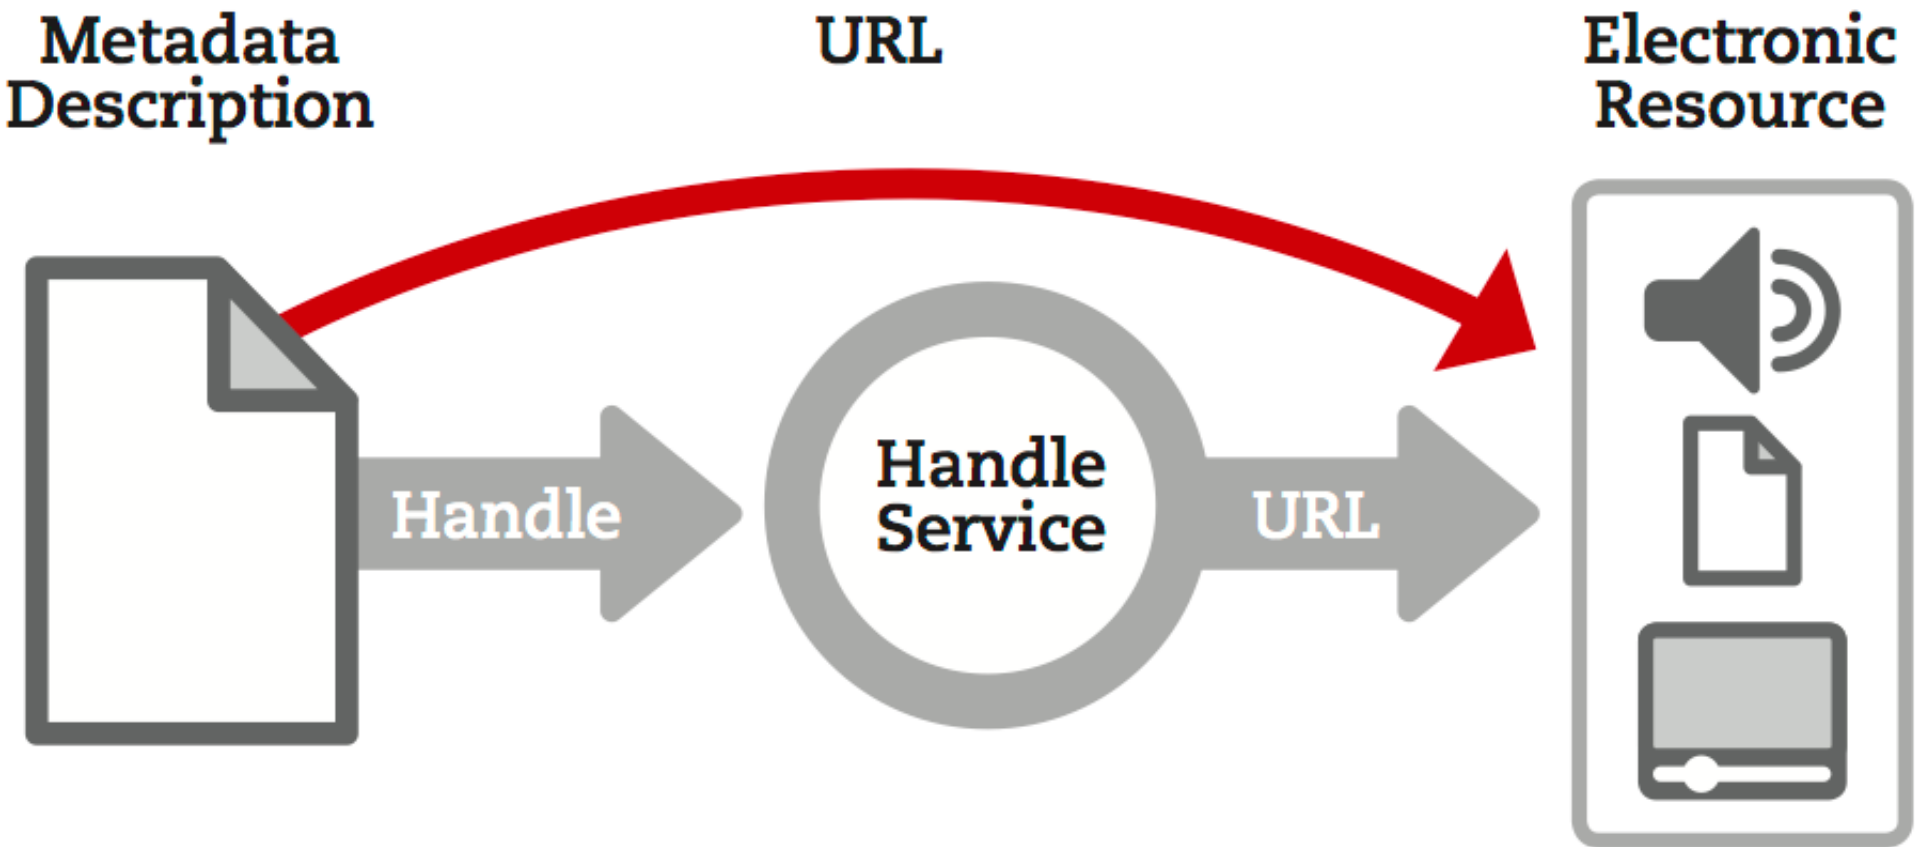 Metadata
Description
URL
Electronic
Resource
Handle
Handle
Service
URL